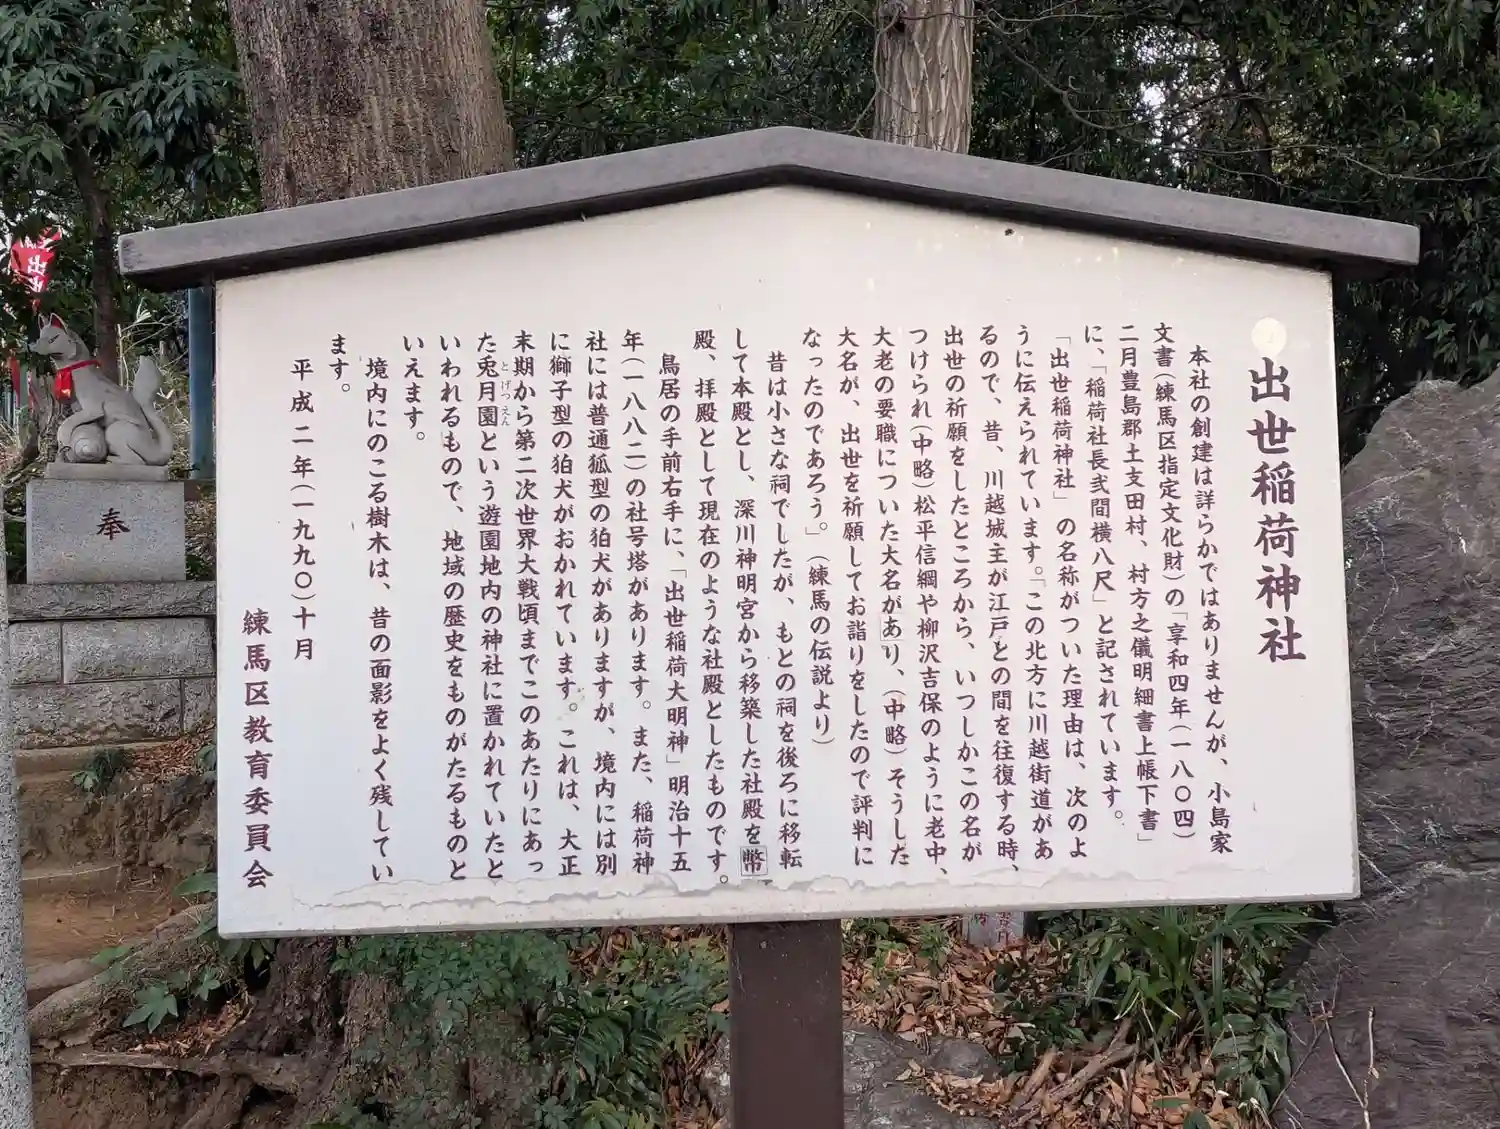 出世稲荷神社
本社の創建は詳らかではありませんが、小島家
文書(練馬区指定文化財)の「享和四年(一八〇四)
二月豊島郡土支田村、村方之儀明細書上帳下書」
に、「稲荷社長弐間横八尺」と記されています。
「出世稲荷神社」の名称がついた理由は、次のよ
うに伝えられています。「この北方に川越街道があ
るので、昔、川越城主が江戸との間を往復する時、
出世の祈願をしたところから、いつしかこの名が
つけられ(中略)松平信綱や柳沢吉保のように老中、
大老の要職についた大名があり、(中略)そうした
大名が、出世を祈願してお詣りをしたので評判に
なったのであろう。」(練馬の伝説より)
昔は小さな祠でしたが、もとの祠を後ろに移転
して本殿とし、深川神明宮から移築した社殿を幣
殿、拝殿として現在のような社殿としたものです。
鳥居の手前右手に、「出世稲荷大明神」明治十五
年(一八八二)の社号塔があります。また、稲荷神
社には普通狐型の狛犬がありますが、境内には別
に獅子型の狛犬がおかれています。これは、大正
末期から第二次世界大戦頃までこのあたりにあっ
た兎月園とげつえんという遊園地内の神社に置かれていたと
いわれるもので、地域の歴史をものがたるものと
いえます。
境内にのこる樹木は、昔の面影をよく残してい
ます。
平成二年(一九九〇)十月
練馬区教育委員会
奉
出